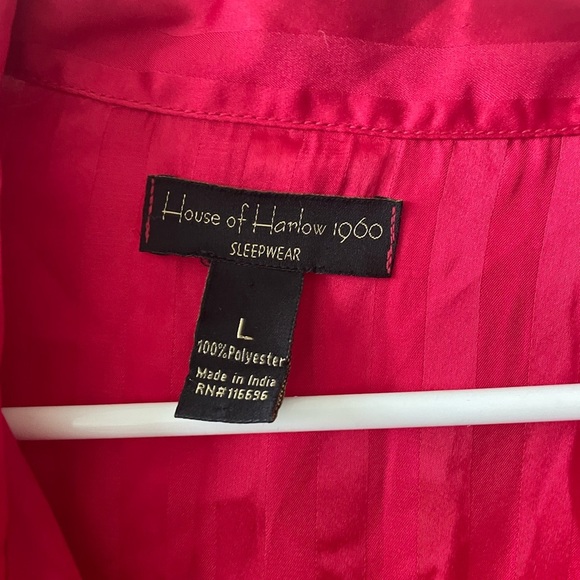 House of Harlow 1960
SLEEPWEAR
L
100%Polyester
Made in India
RN#116696